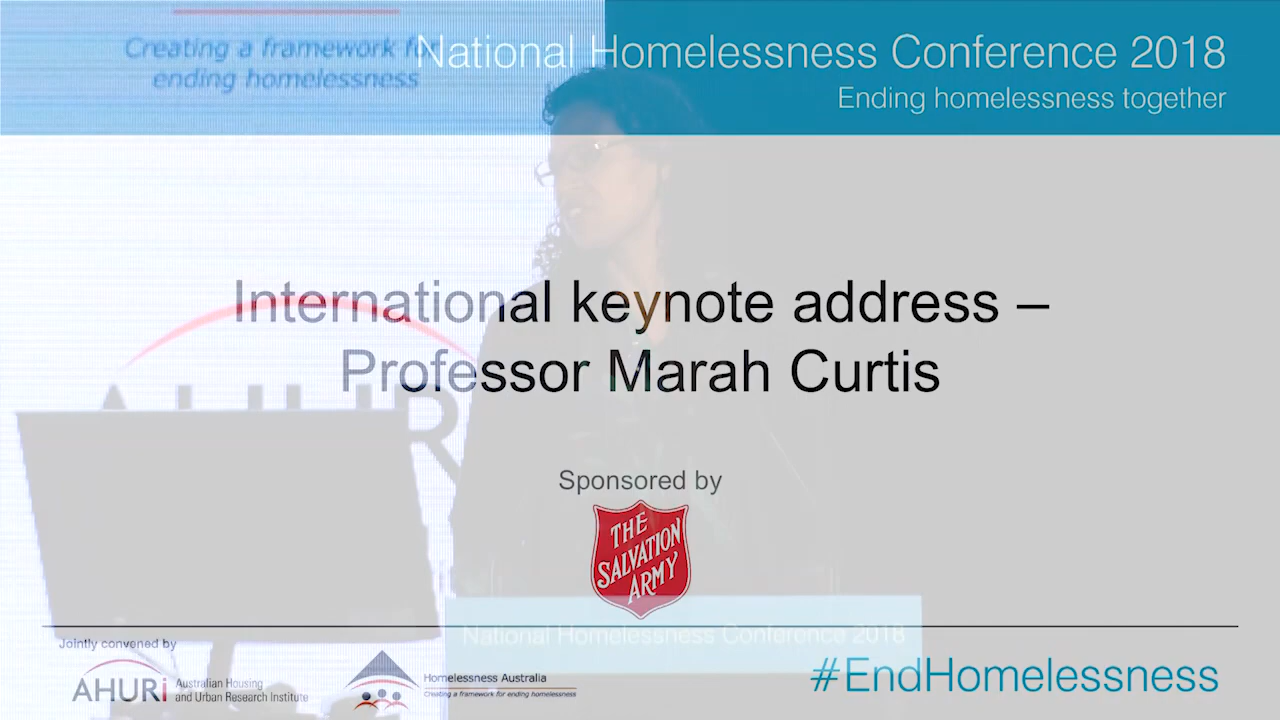 Creating a framework for
ending homelessness
National Homelessness Conference 2018
Ending homelessness together
International keynote address –
Professor Marah Curtis
AHURI
Sponsored by
THE
SALVATION
ARMY
National Homelessness Conference 2018
Jointly convened by
AHURI
Australian Housing
and Urban Research Institute
Homelessness Australia
Creating a framework for ending homelessness
#EndHomelessness